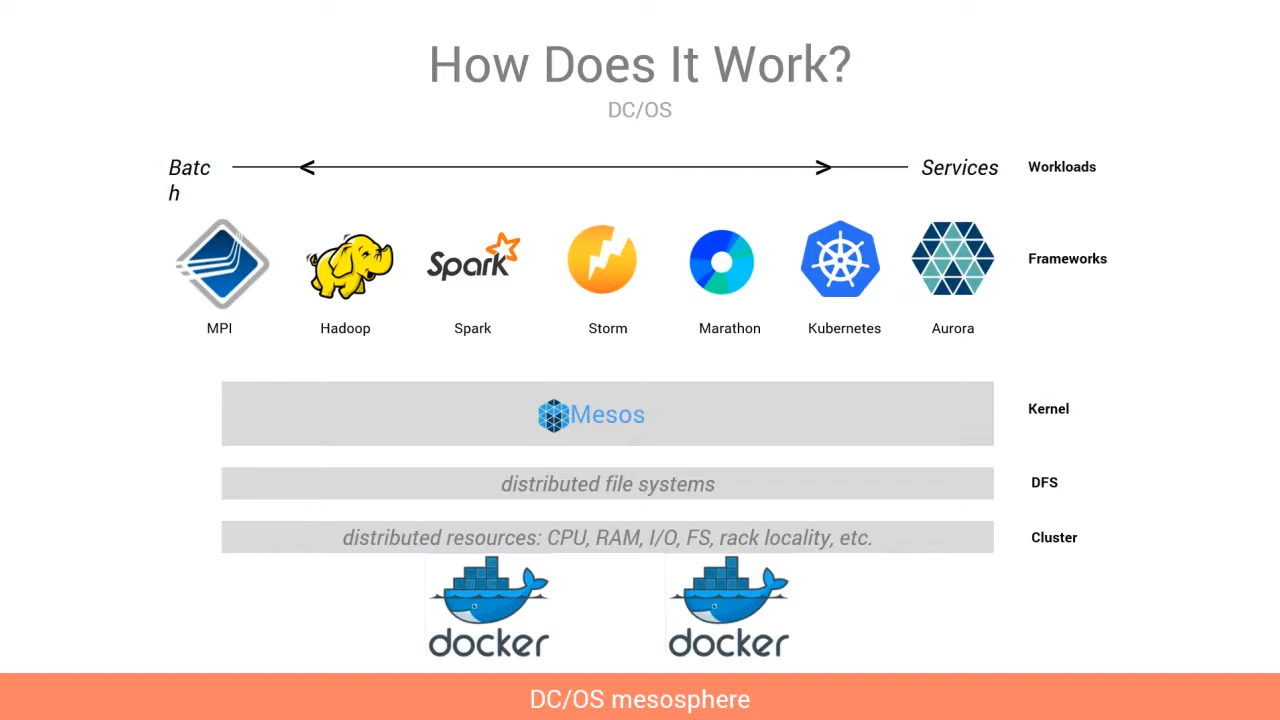 How Does It Work?
DC/OS
Batc
h
Services
Workloads
Spark
Frameworks
MPI
Hadoop
Spark
Storm
Marathon
Kubernetes
Aurora
Mesos
Kernel
distributed file systems
DFS
distributed resources: CPU, RAM, I/O, FS, rack locality, etc.
Cluster
docker
docker
DC/OS mesosphere